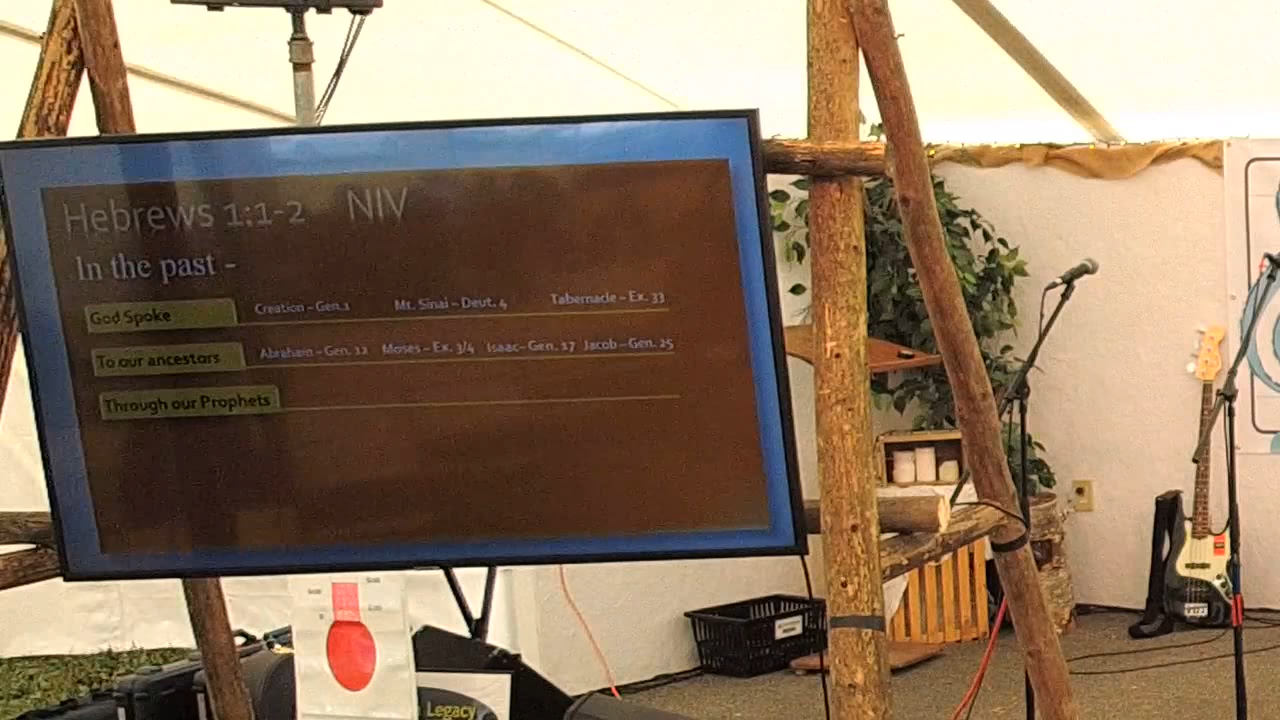 Hebrews 1:1-2 NIV
In the past -
God Spoke Creation - Gen.1 Mt. Sinai - Deut. 4 Tabernacle - Ex. 33
To our ancestors Abraham - Gen. 12 Moses - Ex. 3/4 Isaac - Gen. 17 Jacob - Gen. 25
Through our Prophets
Legacy